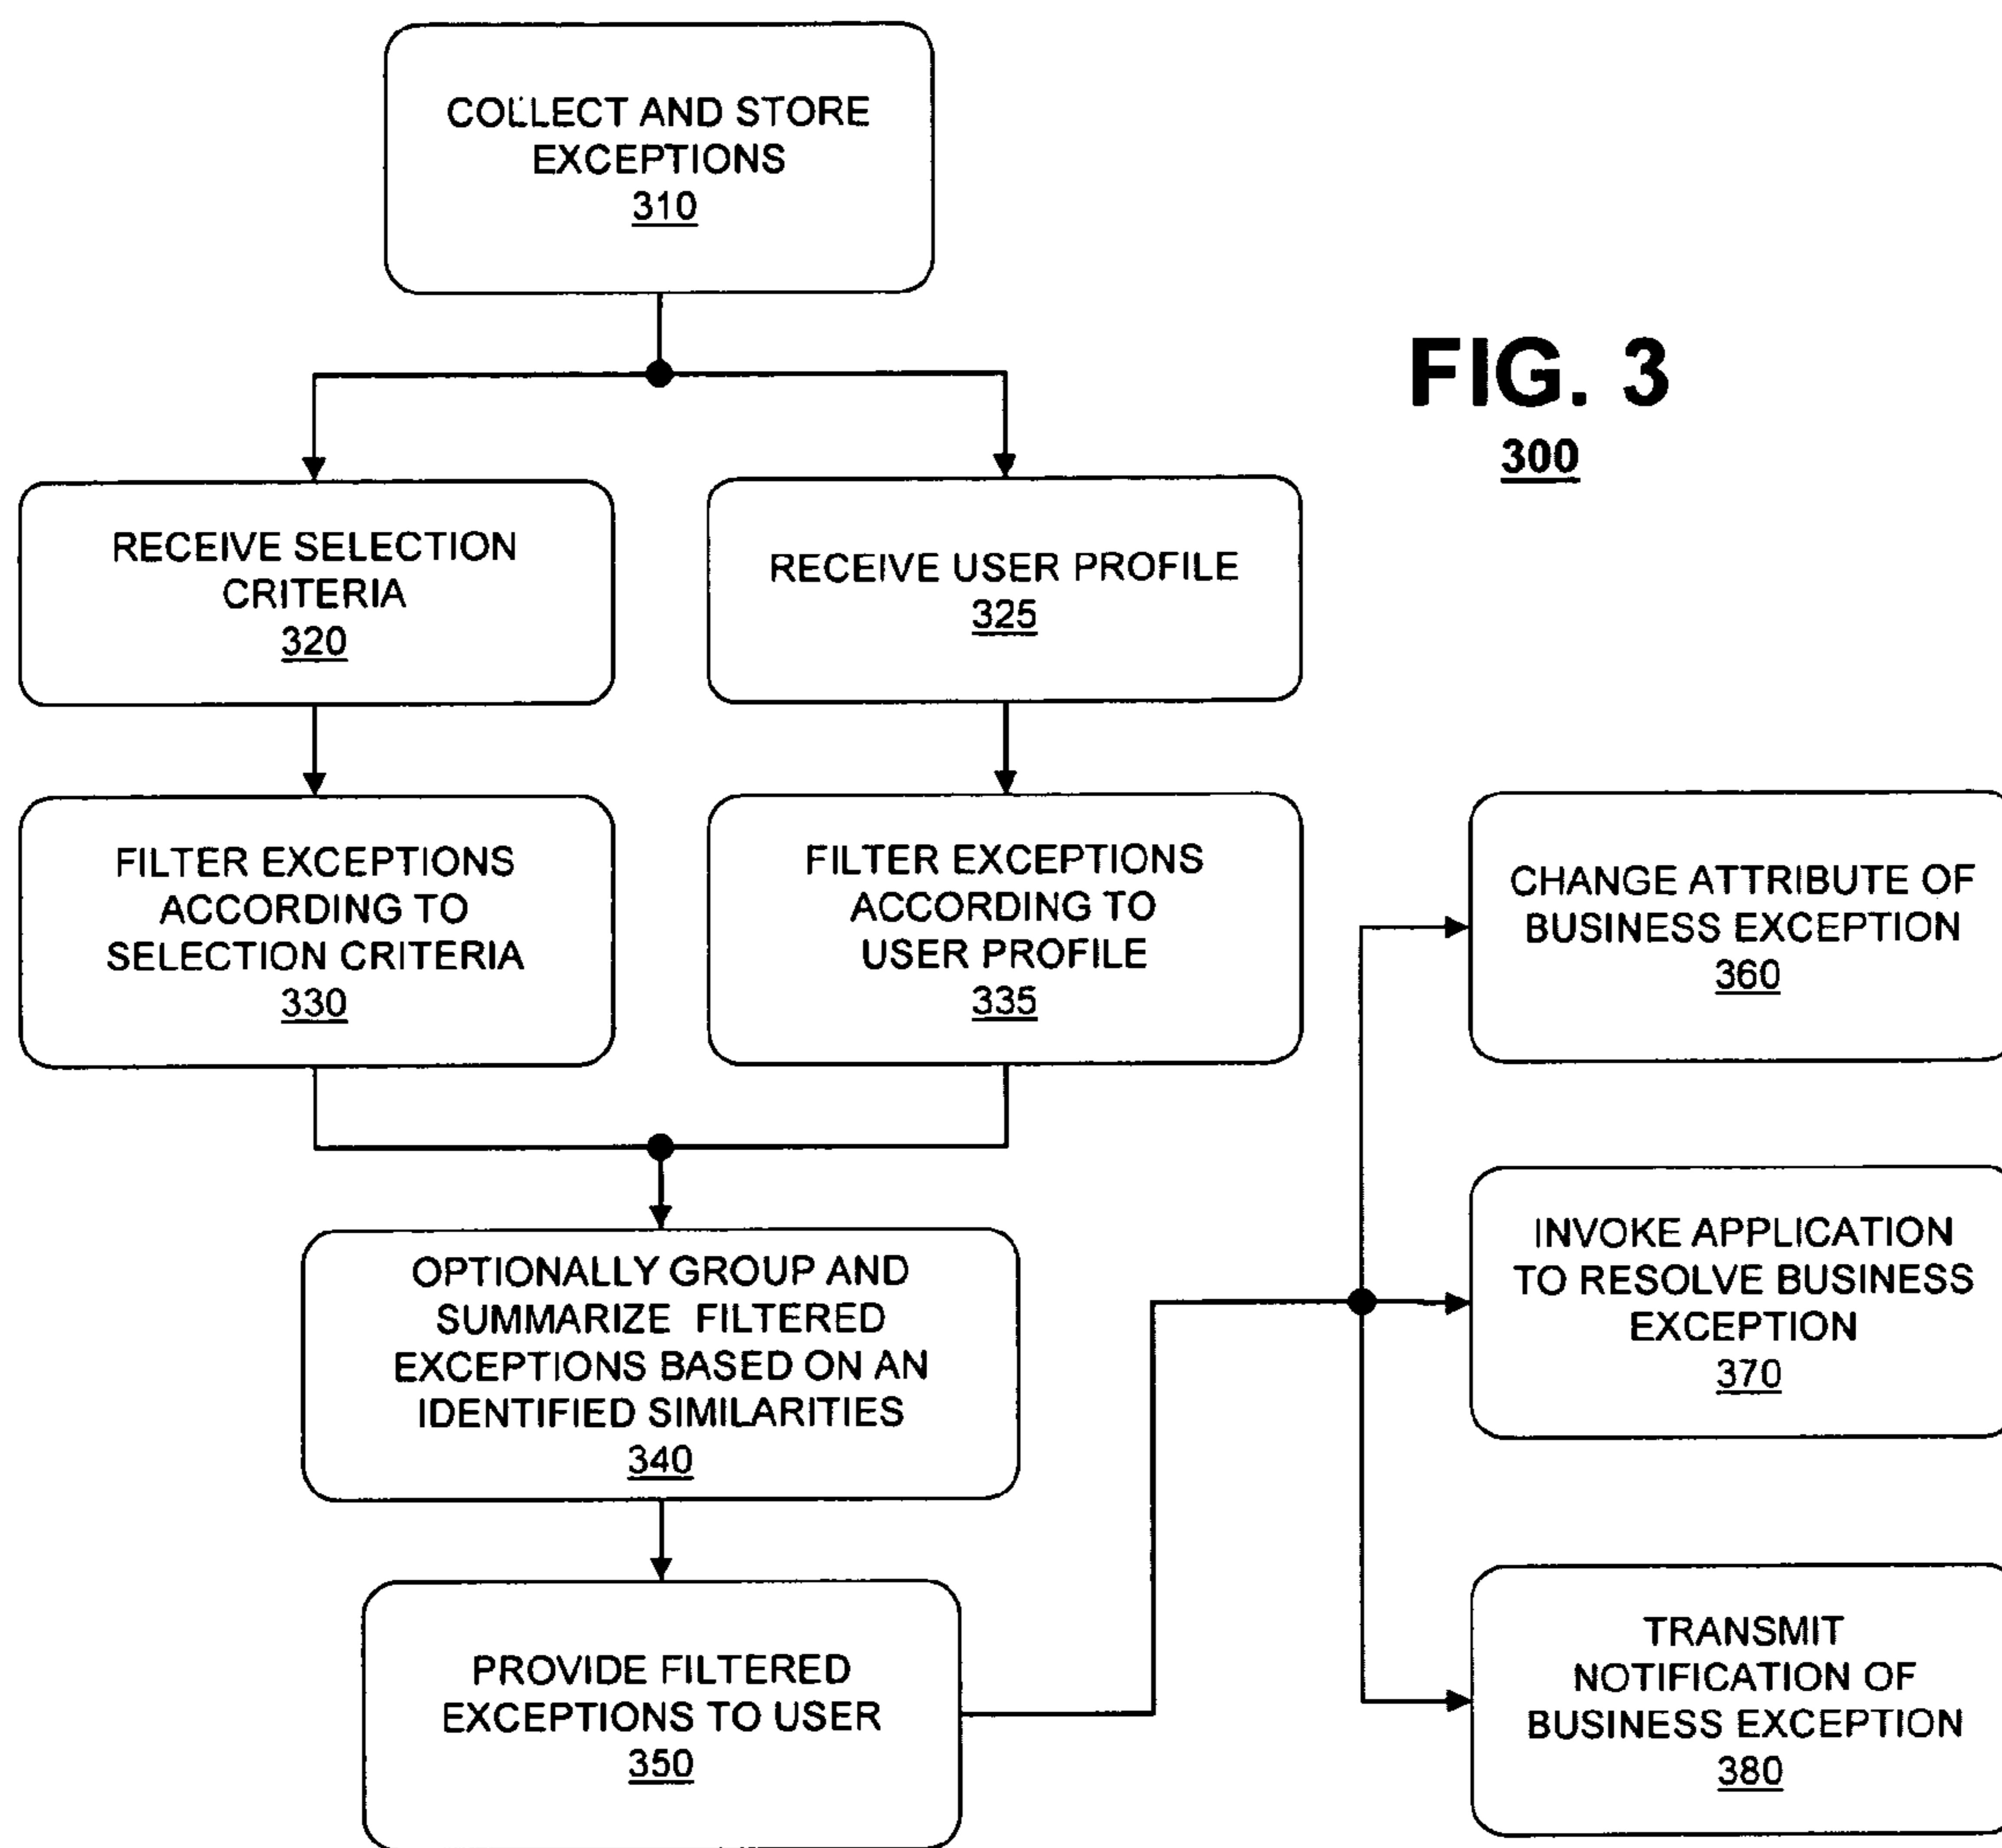 COLLECT AND STORE
EXCEPTIONS
310
FIG. 3
300
RECEIVE SELECTION
CRITERIA
320
RECEIVE USER PROFILE
325
FILTER EXCEPTIONS
ACCORDING TO
SELECTION CRITERIA
330
FILTER EXCEPTIONS
ACCORDING TO
USER PROFILE
335
OPTIONALLY GROUP AND
SUMMARIZE FILTERED
EXCEPTIONS BASED ON AN
IDENTIFIED SIMILARITIES
340
PROVIDE FILTERED
EXCEPTIONS TO USER
350
CHANGE ATTRIBUTE OF
BUSINESS EXCEPTION
360
INVOKE APPLICATION
TO RESOLVE BUSINESS
EXCEPTION
370
TRANSMIT
NOTIFICATION OF
BUSINESS EXCEPTION
380